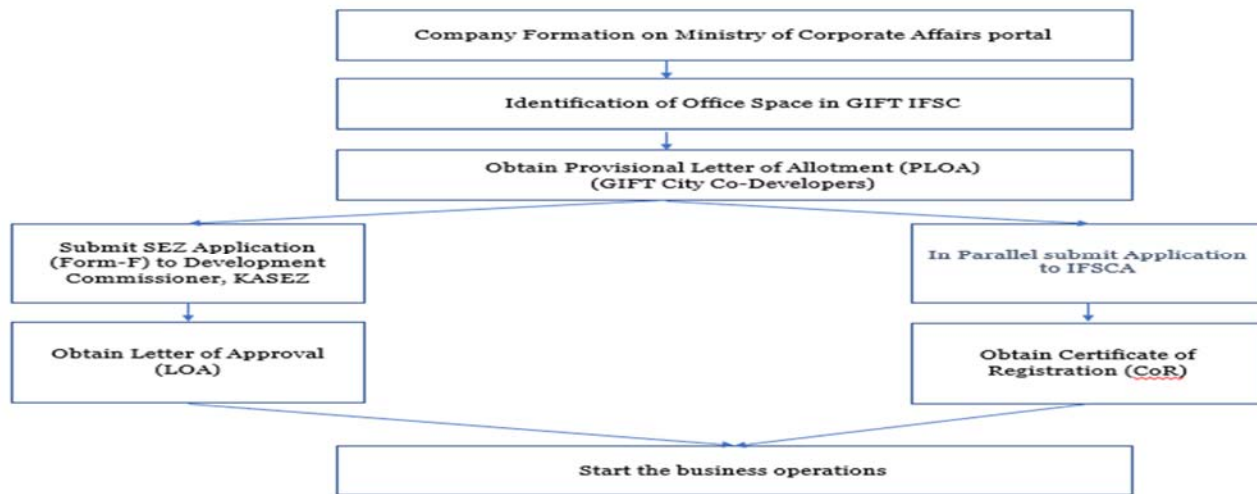 Company Formation on Ministry of Corporate Affairs portal
Identification of Office Space in GIFT IFSC
Obtain Provisional Letter of Allotment (PLOA)
(GIFT City Co-Developers)
Submit SEZ Application
(Form-F) to Development
Commissioner, KASEZ
In Parallel submit Application
to IFSCA
Obtain Letter of Approval
(LOA)
Obtain Certificate of
Registration (CoR)
Start the business operations